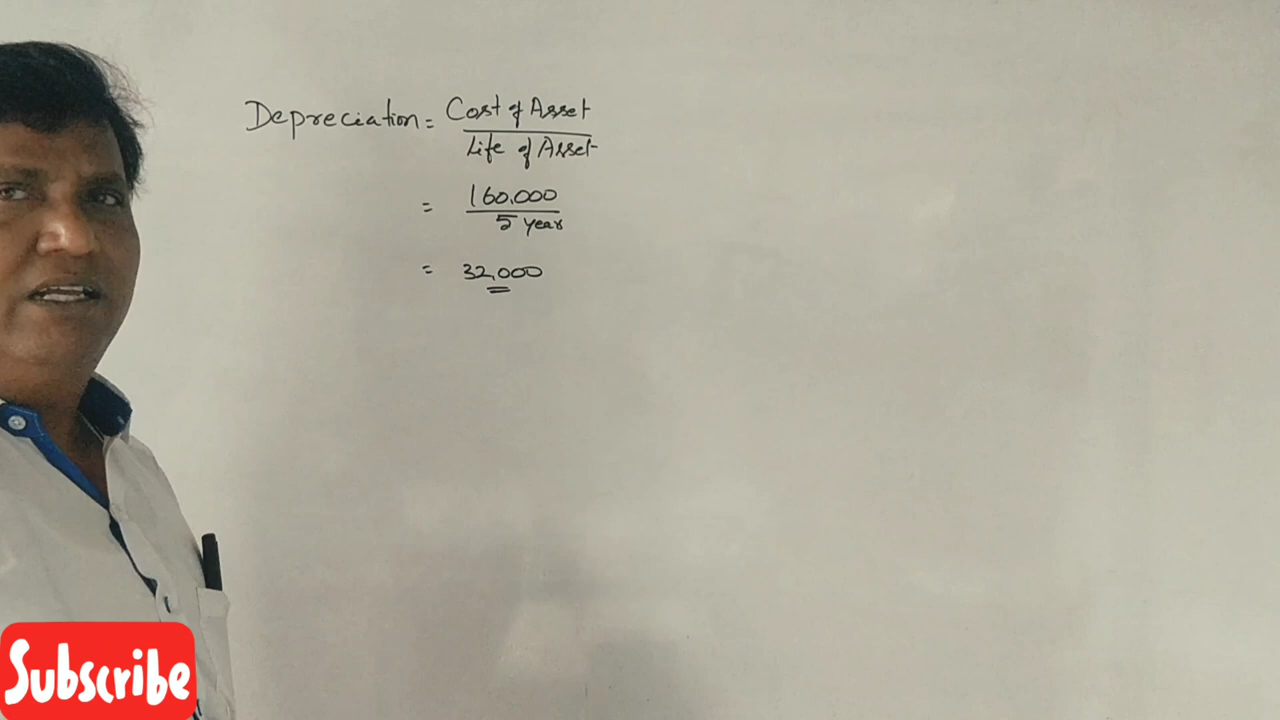 Depreciation = Cost of Asset
Life of Asset
= 160,000
5 year
= 32,000
Subscribe